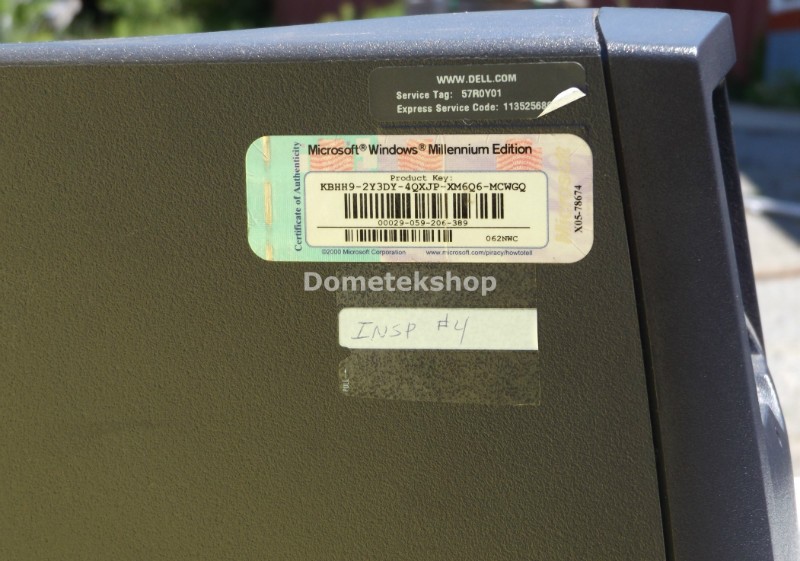 WWW.DELL.COM
Service Tag: 57R0Y01
Express Service Code: 11352568
Certificate of Authenticity
Microsoft® Windows® Millennium Edition
Product Key:
KBHH9-2Y3DY-4QXJP-XM6Q6-MCWGQ
00029-059-206-389
062NWC
©2000 Microsoft Corporation www.microsoft.com/piracy/howtotell
Microsoft
X05-78674
Dometekshop
INSP #4